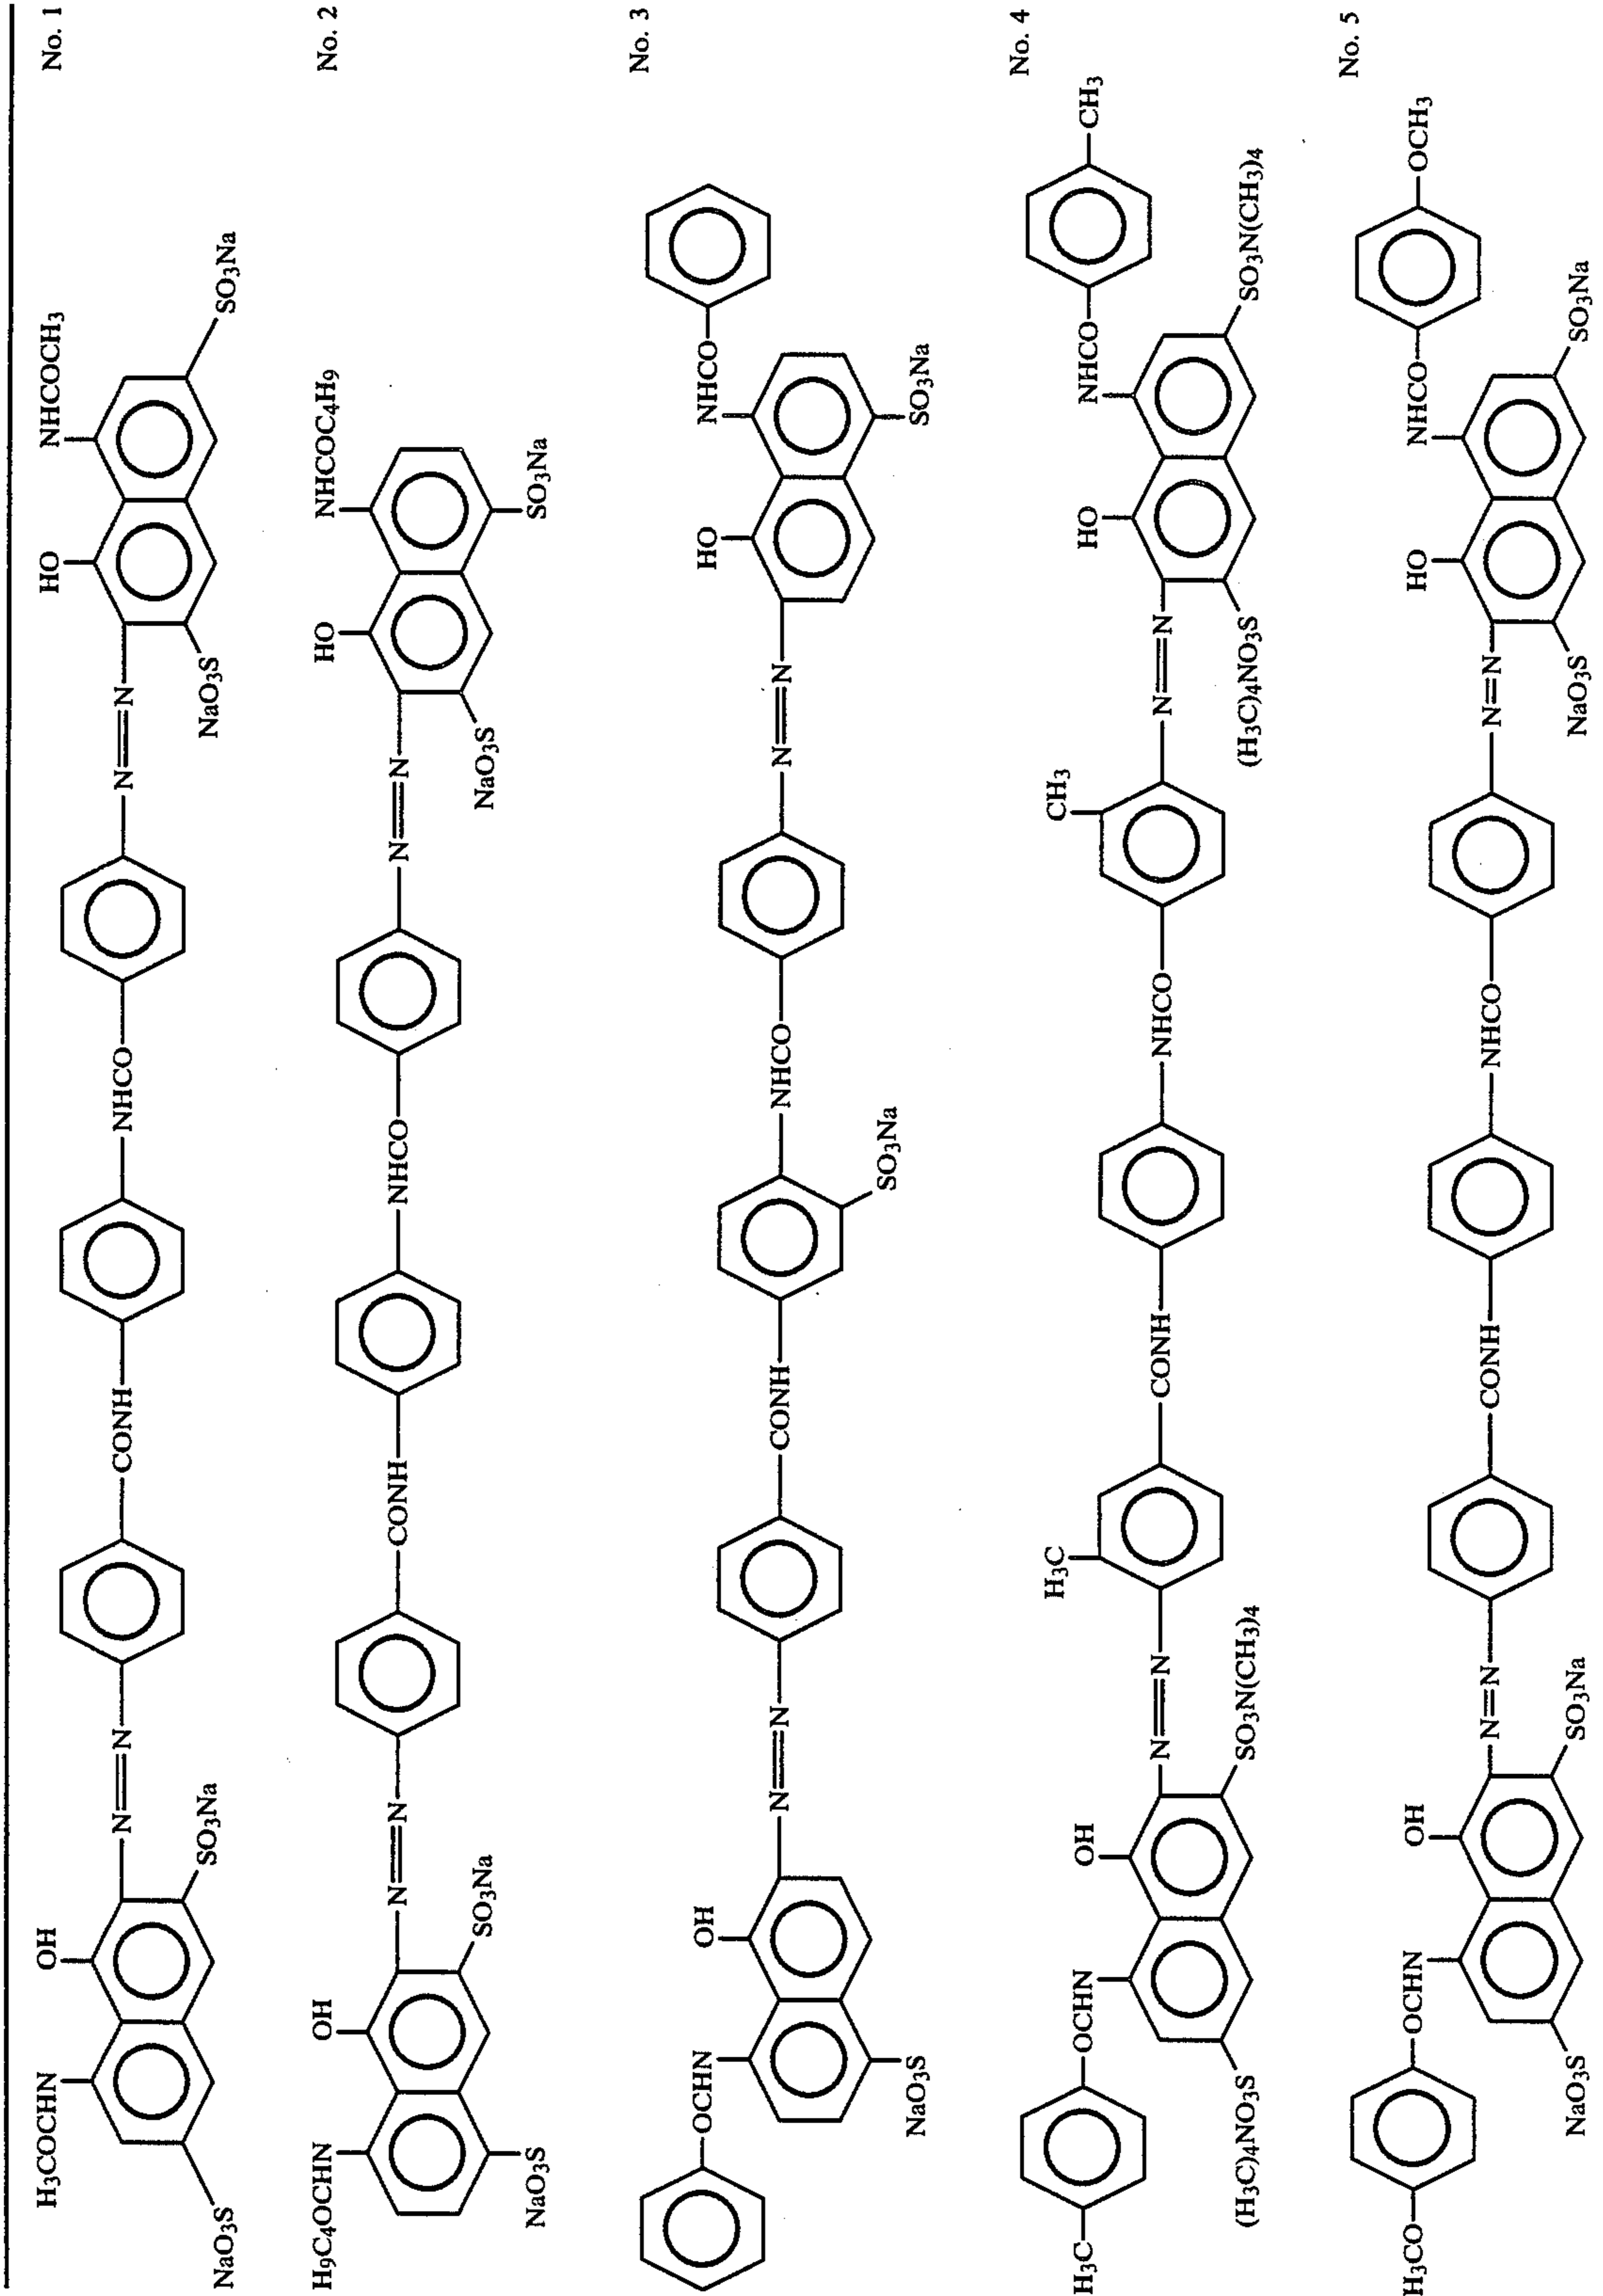 H3COCHN OH HO NHCOCH3 No. 1
N=N CONH NHCO N=N
NaO3S SO3Na NaO3S SO3Na
H9C4OCHN OH HO NHCOC4H9 No. 2
N=N CONH NHCO N=N
NaO3S SO3Na NaO3S SO3Na
No. 3
OCHN OH HO NHCO
N=N CONH NHCO N=N
NaO3S SO3Na SO3Na
No. 4
H3C CH3
H3C OCHN OH HO NHCO CH3
N=N CONH NHCO N=N
(H3C)4NO3S SO3N(CH3)4 (H3C)4NO3S SO3N(CH3)4
No. 5
H3CO OCHN OH HO NHCO OCH3
N=N CONH NHCO N=N
NaO3S SO3Na NaO3S SO3Na